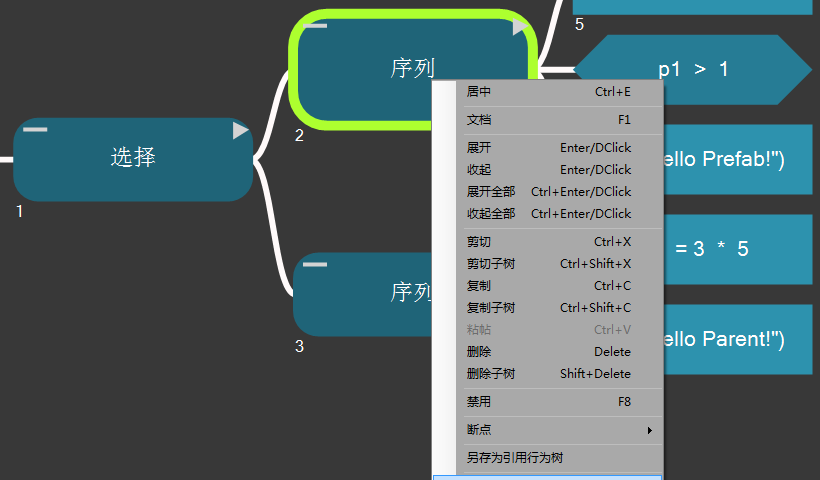 5
序列
p1 > 1
2
选择
1
ello Prefab!")
= 3 * 5
序列
3
ello Parent!")
居中 Ctrl+E
文档 F1
展开 Enter/DClick
收起 Enter/DClick
展开全部 Ctrl+Enter/DClick
收起全部 Ctrl+Enter/DClick
剪切 Ctrl+X
剪切子树 Ctrl+Shift+X
复制 Ctrl+C
复制子树 Ctrl+Shift+C
粘帖 Ctrl+V
删除 Delete
删除子树 Shift+Delete
禁用 F8
断点
另存为引用行为树